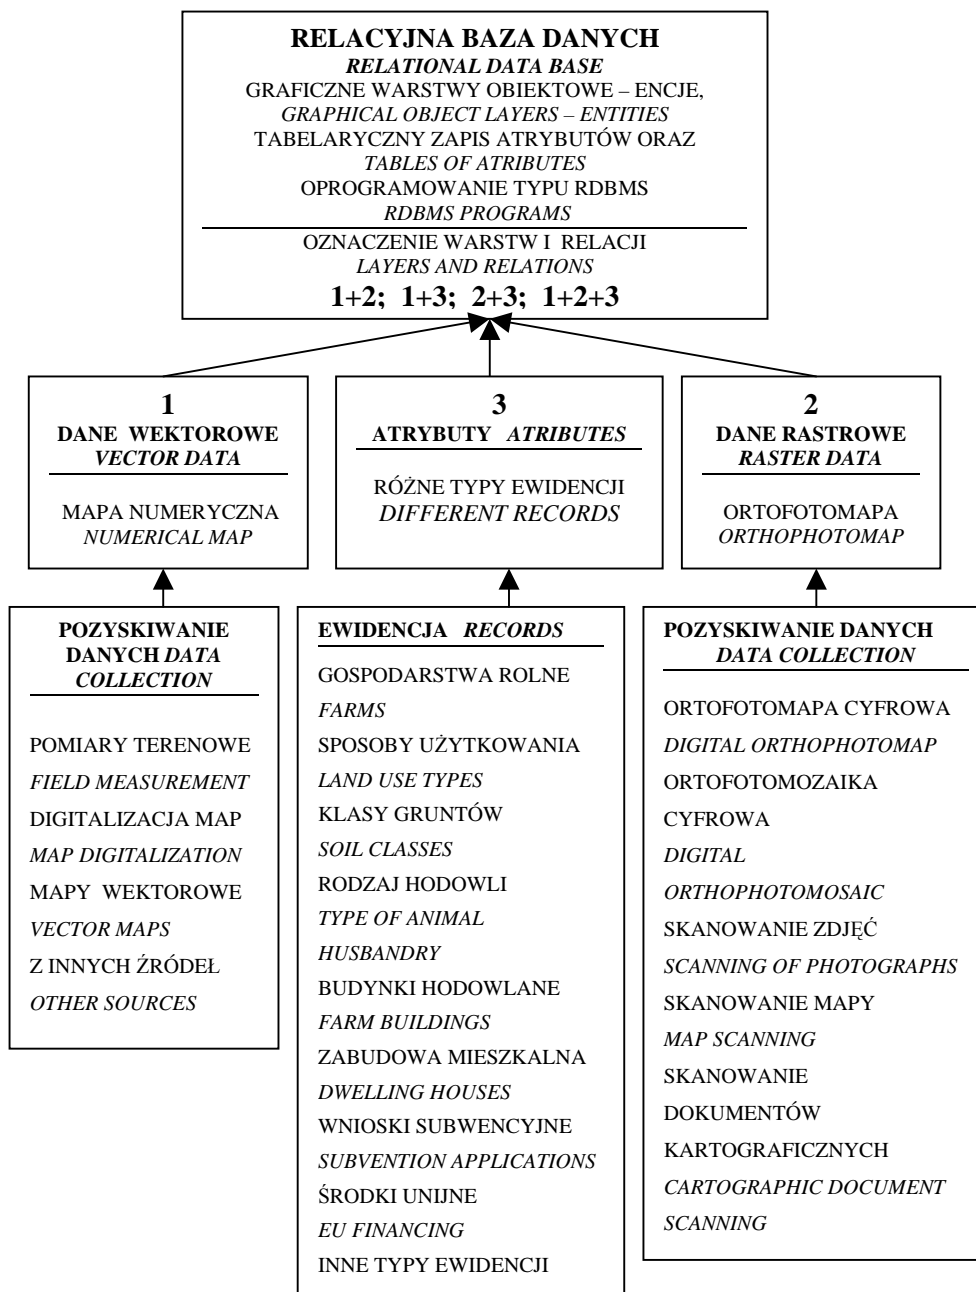 RELACYJNA BAZA DANYCH
RELATIONAL DATA BASE
GRAFICZNE WARSTWY OBIEKTOWE – ENCJE,
GRAPHICAL OBJECT LAYERS – ENTITIES
TABELARYCZNY ZAPIS ATRYBUTÓW ORAZ
TABLES OF ATRIBUTES
OPROGRAMOWANIE TYPU RDBMS
RDBMS PROGRAMS
OZNACZENIE WARSTW I RELACJI
LAYERS AND RELATIONS
1+2; 1+3; 2+3; 1+2+3
1
DANE WEKTOROWE
VECTOR DATA
MAPA NUMERYCZNA
NUMERICAL MAP
3
ATRYBUTY ATRIBUTES
RÓŻNE TYPY EWIDENCJI
DIFFERENT RECORDS
2
DANE RASTROWE
RASTER DATA
ORTOFOTOMAPA
ORTHOPHOTOMAP
POZYSKIWANIE
DANYCH DATA
COLLECTION
POMIARY TERENOWE
FIELD MEASUREMENT
DIGITALIZACJA MAP
MAP DIGITALIZATION
MAPY WEKTOROWE
VECTOR MAPS
Z INNYCH ŹRÓDEŁ
OTHER SOURCES
EWIDENCJA RECORDS
GOSPODARSTWA ROLNE
FARMS
SPOSOBY UŻYTKOWANIA
LAND USE TYPES
KLASY GRUNTÓW
SOIL CLASSES
RODZAJ HODOWLI
TYPE OF ANIMAL
HUSBANDRY
BUDYNKI HODOWLANE
FARM BUILDINGS
ZABUDOWA MIESZKALNA
DWELLING HOUSES
WNIOSKI SUBWENCYJNE
SUBVENTION APPLICATIONS
ŚRODKI UNIJNE
EU FINANCING
INNE TYPY EWIDENCJI
POZYSKIWANIE DANYCH
DATA COLLECTION
ORTOFOTOMAPA CYFROWA
DIGITAL ORTHOPHOTOMAP
ORTOFOTOMOZAIKA
CYFROWA
DIGITAL
ORTHOPHOTOMOSAIC
SKANOWANIE ZDJĘĆ
SCANNING OF PHOTOGRAPHS
SKANOWANIE MAPY
MAP SCANNING
SKANOWANIE
DOKUMENTÓW
KARTOGRAFICZNYCH
CARTOGRAPHIC DOCUMENT
SCANNING